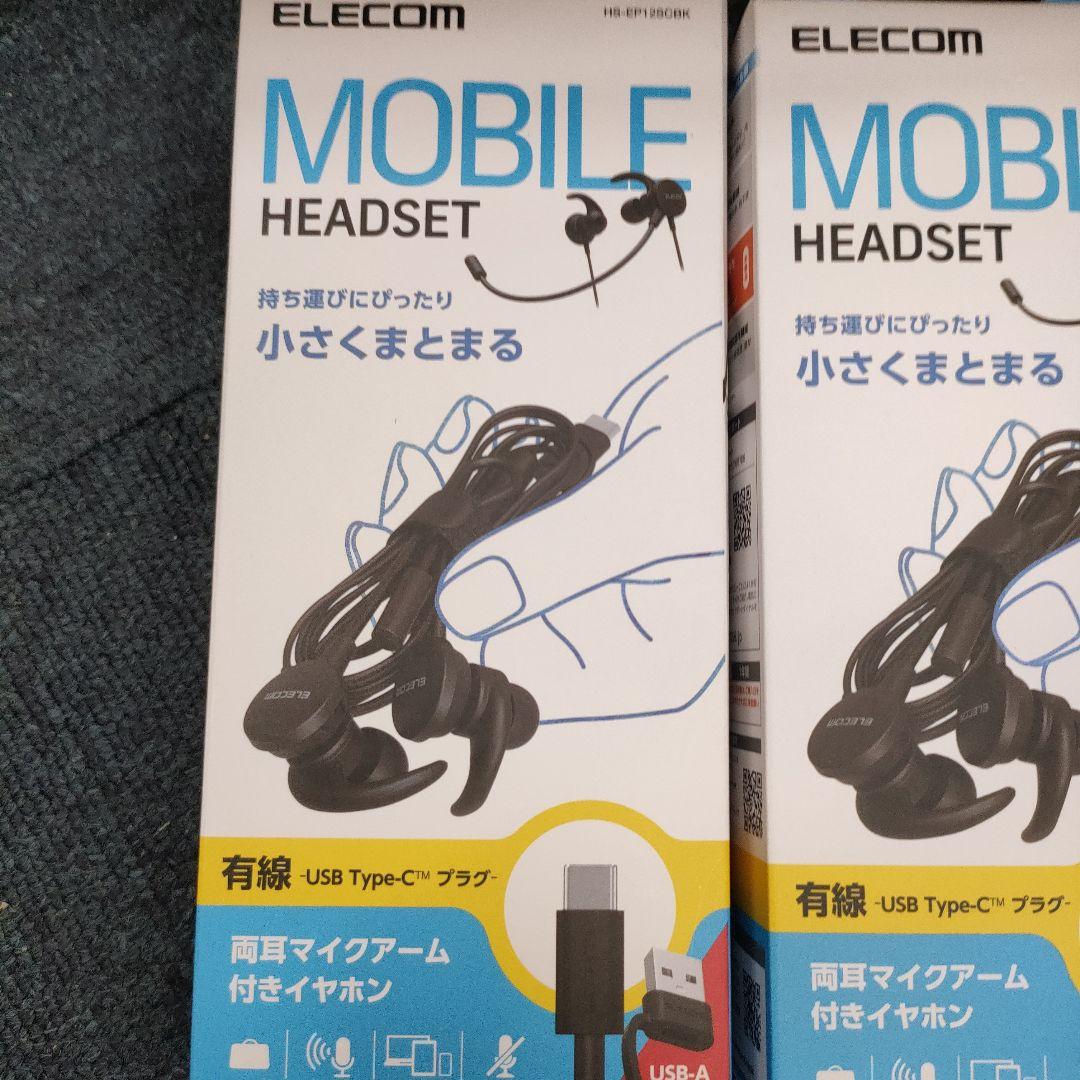 ELECOM
HS-EP12SCBK
MOBILE
HEADSET
持ち運びにぴったり
小さくまとまる
ELECOM
ELECOM
有線 -USB Type-C™ プラグ-
両耳マイクアーム
付きイヤホン
USB-A
ELECOM
MOBI
HEADSET
持ち運びにぴったり
小さくまとまる
ELECOM
ELECOM
有線 -USB Type-C™ プラグ-
両耳マイクアーム
付きイヤホン